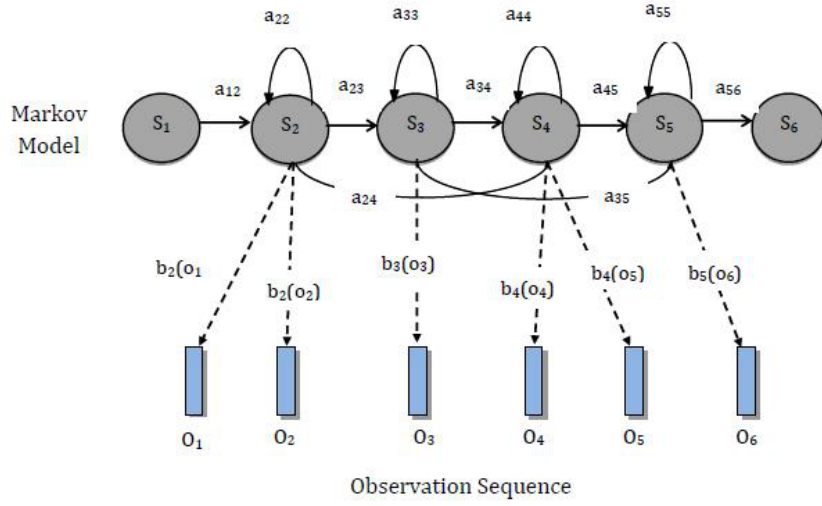 a₂₂ a₃₃ a₄₄ a₅₅
a₁₂ a₂₃ a₃₄ a₄₅ a₅₆
Markov
Model
S₁ S₂ S₃ S₄ S₅ S₆
a₂₄ a₃₅
b₂(o₁ b₂(o₂) b₃(o₃) b₄(o₄) b₄(o₅) b₅(o₆)
O₁ O₂ O₃ O₄ O₅ O₆
Observation Sequence